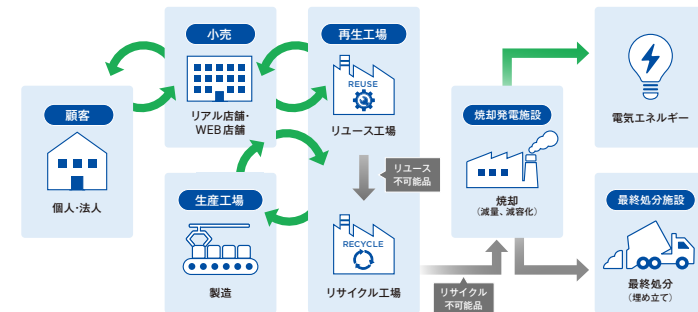 小売
リアル店舗・
WEB店舗
再生工場
REUSE
リユース工場
顧客
個人・法人
リユース
不可能品
生産工場
製造
RECYCLE
リサイクル工場
リサイクル
不可能品
焼却発電施設
焼却
（減量、減容化）
電気エネルギー
最終処分施設
最終処分
（埋め立て）